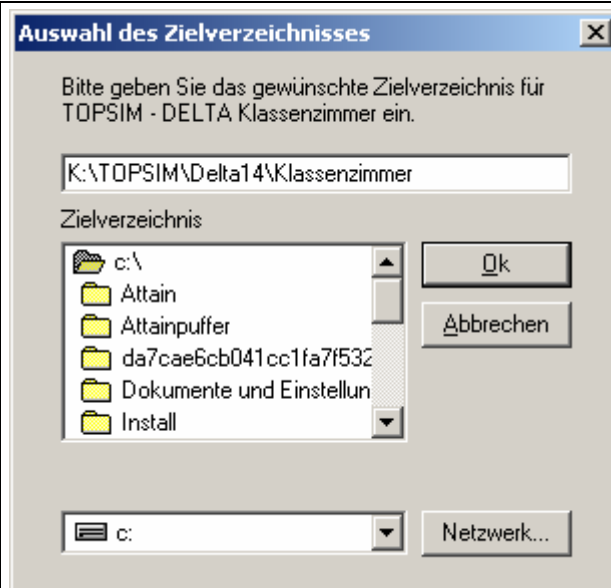 Auswahl des Zielverzeichnisses
Bitte geben Sie das gewünschte Zielverzeichnis für
TOPSIM - DELTA Klassenzimmer ein.
K:\TOPSIM\Delta14\Klassenzimmer
Zielverzeichnis
c:\
Attain
Attainpuffer
da7cae6cb041cc1fa7f532
Dokumente und Einstellun
Install
Ok
Abbrechen
c:
Netzwerk...